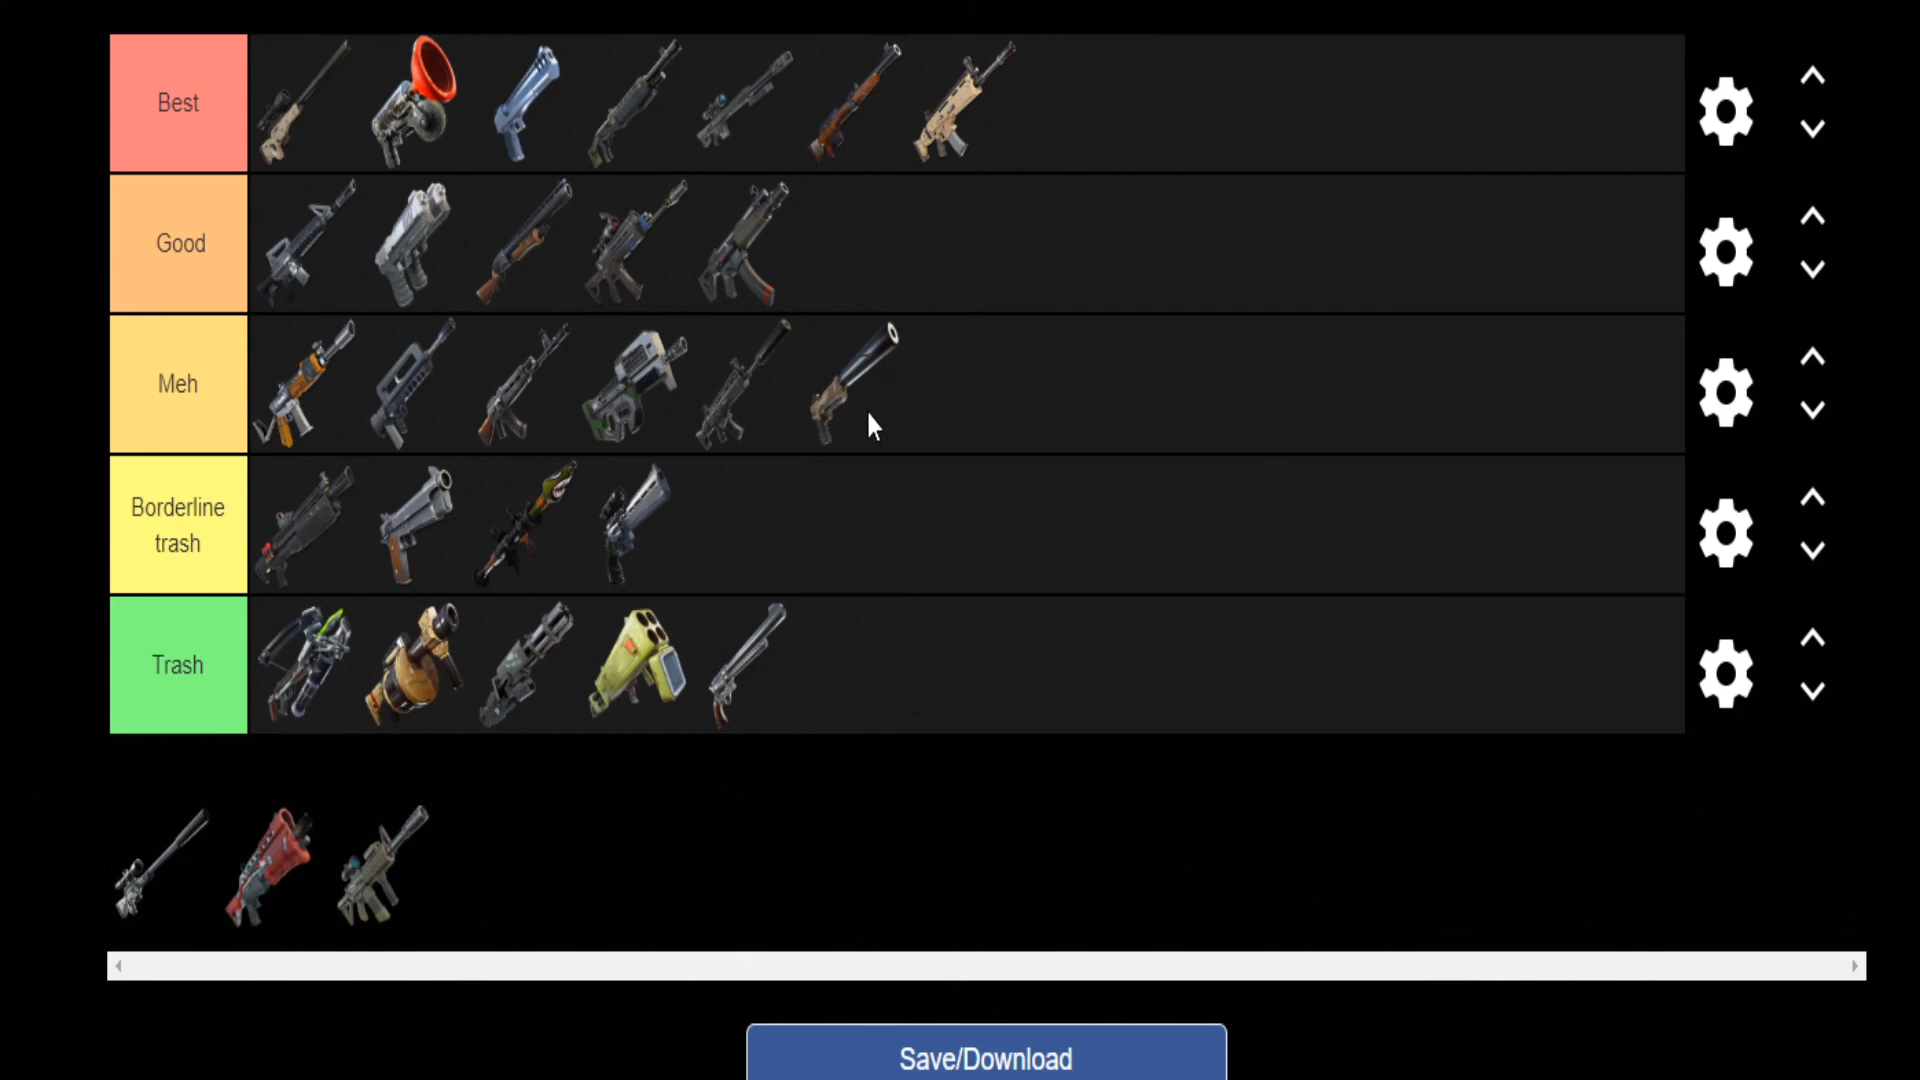 Best
Good
Meh
Borderline
trash
Trash
Save/Download